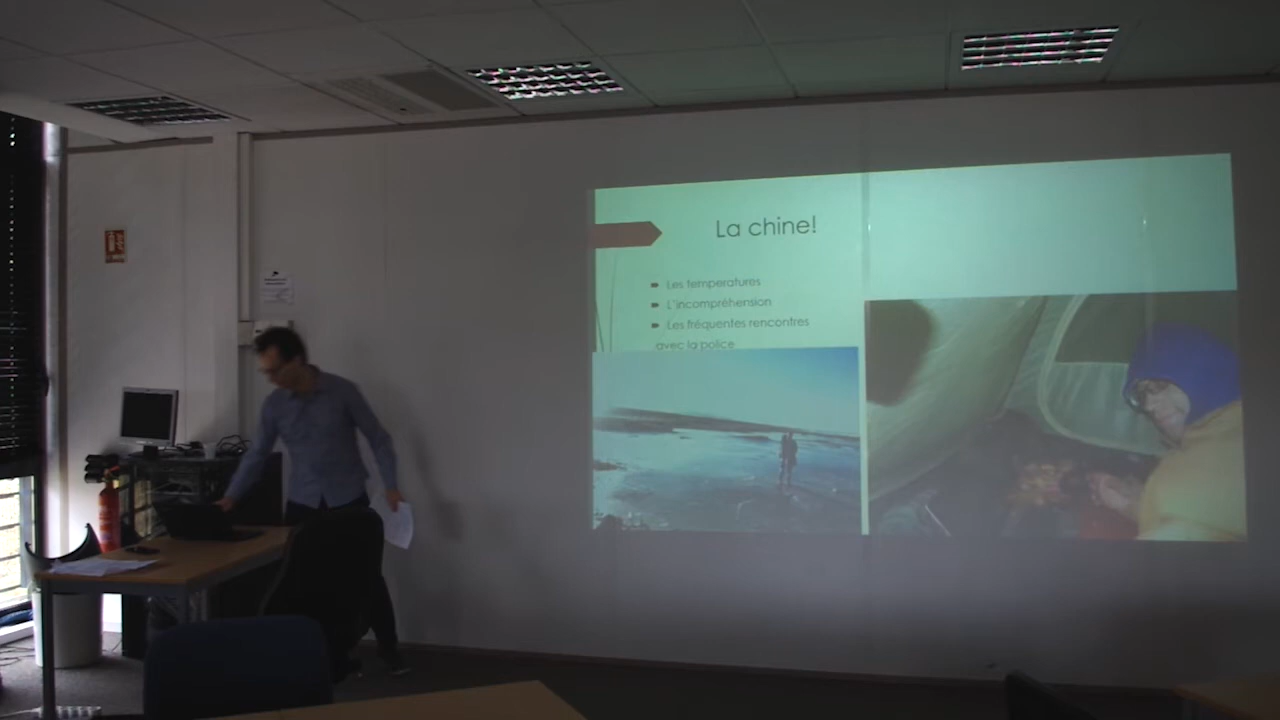 La chine!
Les temperatures
L'incompréhension
Les fréquentes rencontres
avec la police